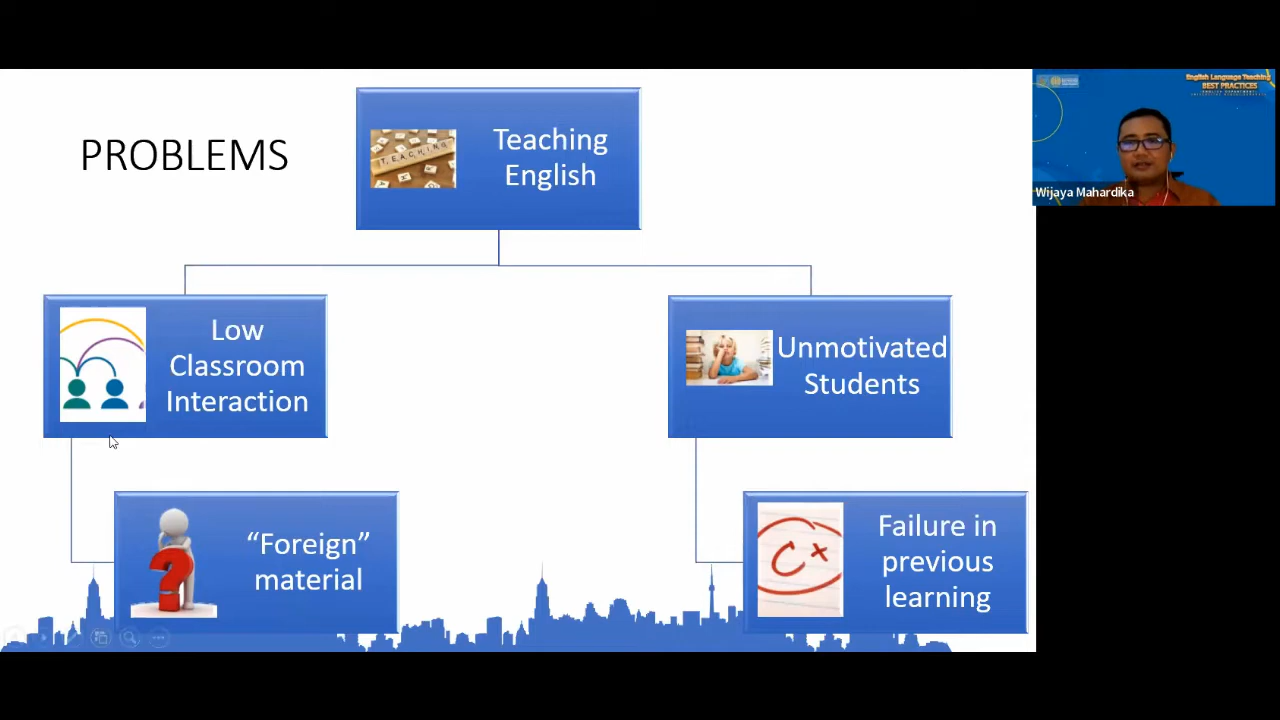 PROBLEMS
TEACHING
Teaching
English
Low
Classroom
Interaction
Unmotivated
Students
"Foreign"
material
?
C x
Failure in
previous
learning
English Language Teaching
BEST PRACTICES
Wijaya Mahardika